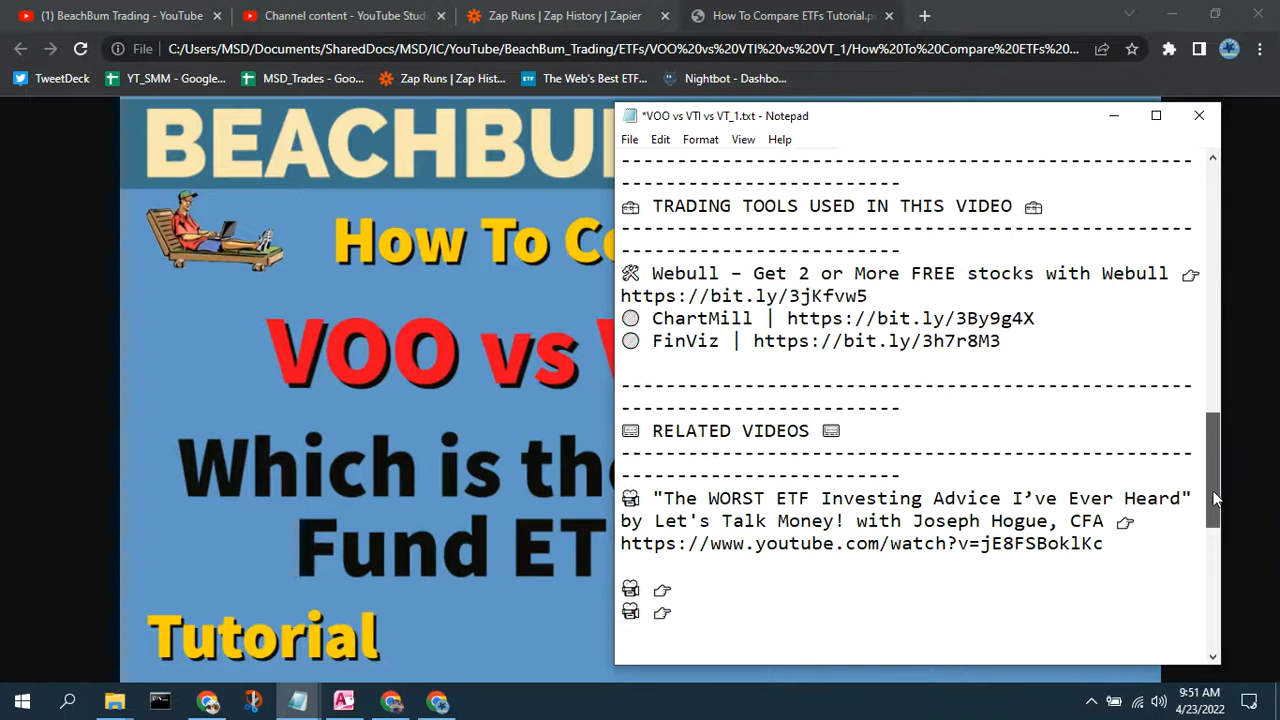 BeachBum Trading - YouTube
Channel content - YouTube Stud
Zap Runs | Zap History | Zapier
How To Compare ETFs Tutorial.pc
File
C:/Users/MSD/Documents/SharedDocs/MSD/IC/YouTube/BeachBum_Trading/ETFs/VOO%20vs%20VTI%20vs%20VT_1/How%20To%20Compare%20ETFs%20...
TweetDeck
YT_SMM - Google...
MSD_Trades - Goo...
Zap Runs | Zap Hist...
ETF
The Web's Best ETF...
Nightbot - Dashbo...
BEACHBU
How To Co
VOO vs V
Which is the
Fund ET
Tutorial
*VOO vs VTI vs VT_1.txt - Notepad
File Edit Format View Help
---------------------------------------------------
-------------------------
🧰 TRADING TOOLS USED IN THIS VIDEO 🧰
---------------------------------------------------
-------------------------
🛠 Webull – Get 2 or More FREE stocks with Webull 👉
https://bit.ly/3jKfvw5
⚪ ChartMill | https://bit.ly/3By9g4X
⚪ FinViz | https://bit.ly/3h7r8M3
---------------------------------------------------
-------------------------
RELATED VIDEOS
---------------------------------------------------
-------------------------
"The WORST ETF Investing Advice I’ve Ever Heard"
by Let's Talk Money! with Joseph Hogue, CFA 👉
https://www.youtube.com/watch?v=jE8FSBoklKc
👉
👉
9:51 AM
4/23/2022